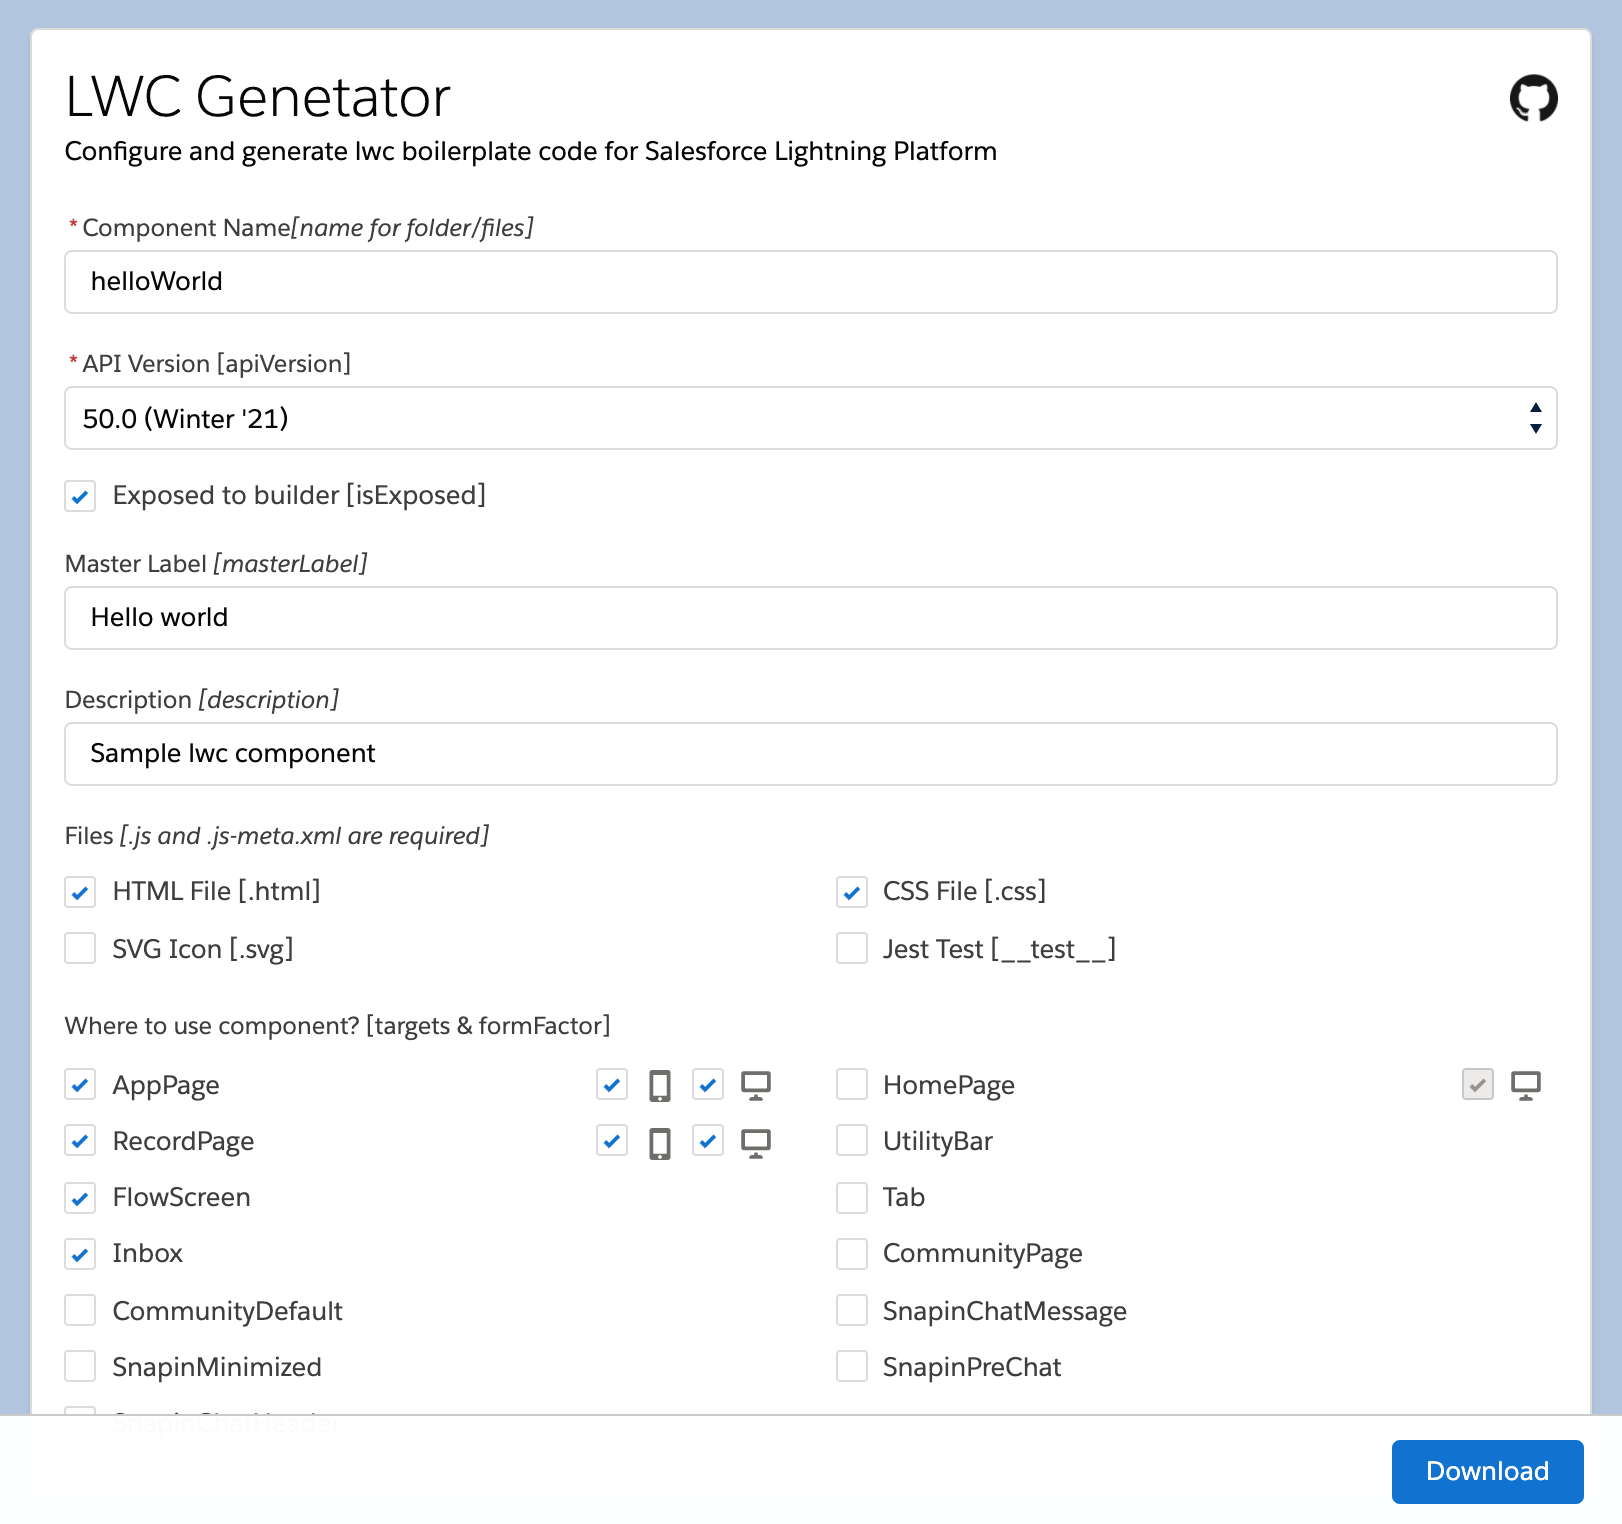 LWC Genetator
Configure and generate lwc boilerplate code for Salesforce Lightning Platform
* Component Name[name for folder/files]
helloWorld
* API Version [apiVersion]
50.0 (Winter '21)
Exposed to builder [isExposed]
Master Label [masterLabel]
Hello world
Description [description]
Sample lwc component
Files [.js and .js-meta.xml are required]
HTML File [.html]
CSS File [.css]
SVG Icon [.svg]
Jest Test [__test__]
Where to use component? [targets & formFactor]
AppPage
HomePage
RecordPage
UtilityBar
FlowScreen
Tab
Inbox
CommunityPage
CommunityDefault
SnapinChatMessage
SnapinMinimized
SnapinPreChat
SnapinChatHeader
Download